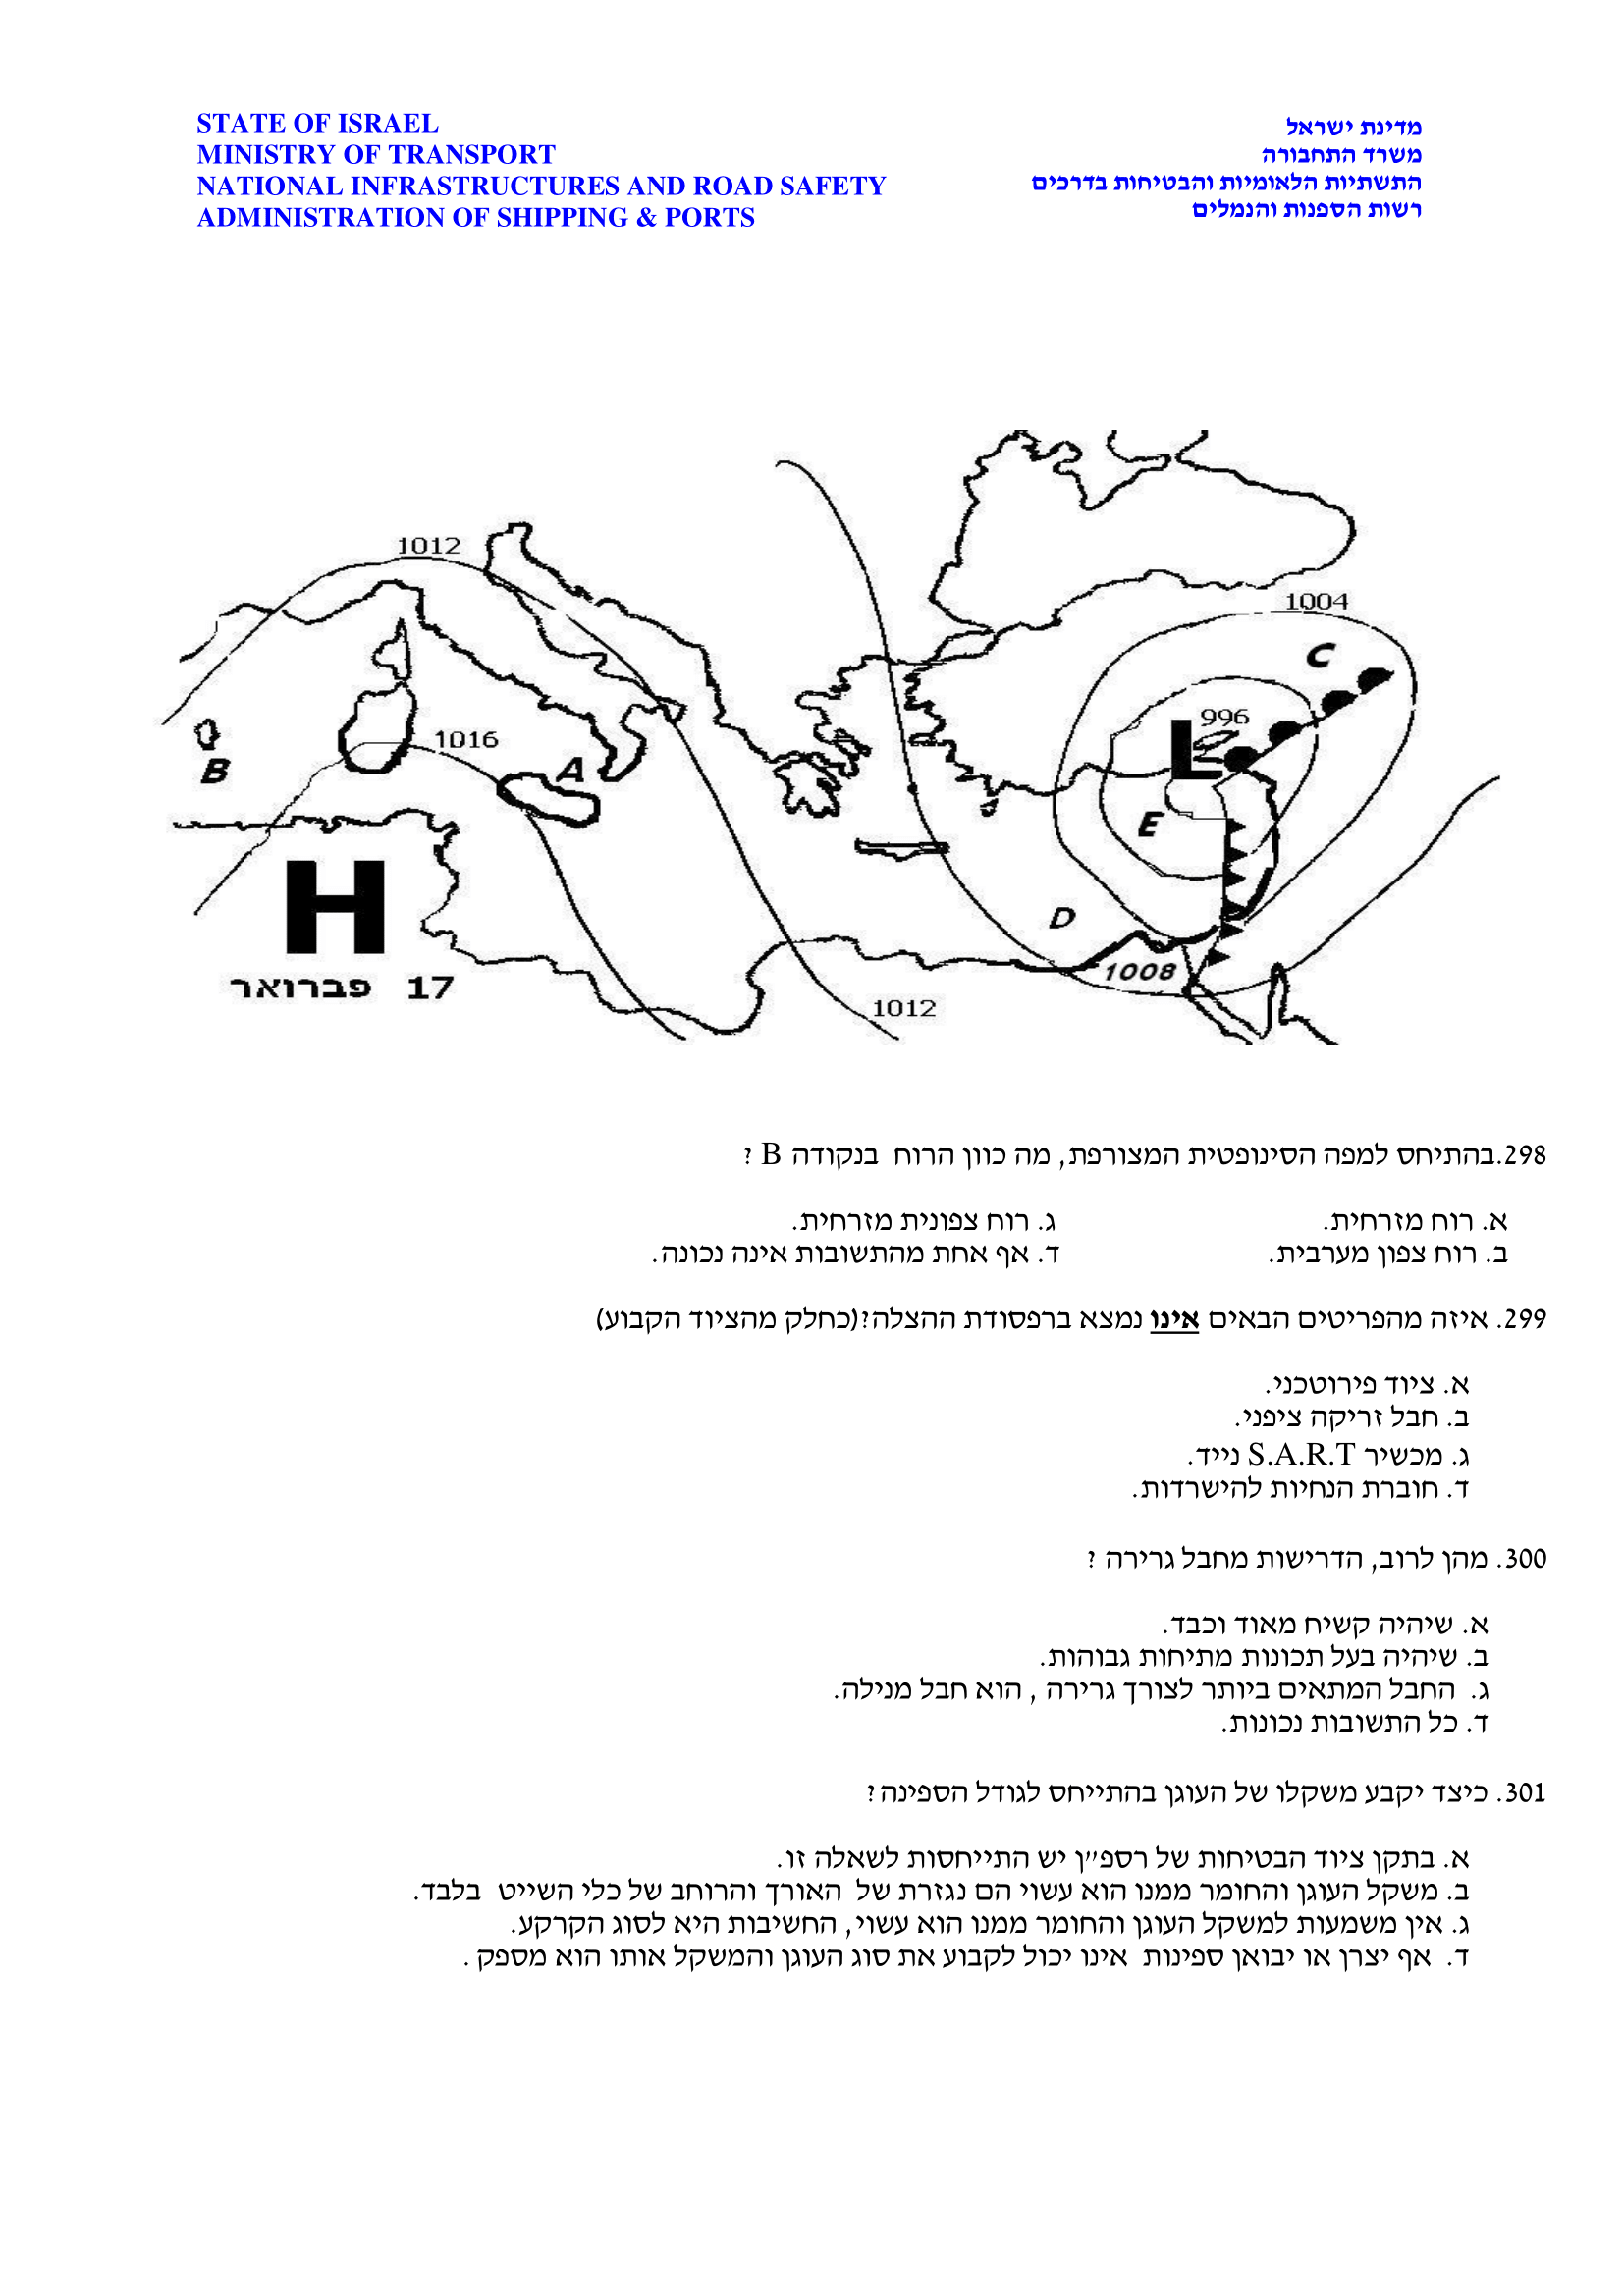 STATE OF ISRAEL
MINISTRY OF TRANSPORT
NATIONAL INFRASTRUCTURES AND ROAD SAFETY
ADMINISTRATION OF SHIPPING & PORTS
מדינת ישראל
משרד התחבורה
התשתיות הלאומיות והבטיחות בדרכים
רשות הספנות והנמלים
1012
1004
C
996
L
1016
B
A
E
H
D
1008
17 פברואר
1012
298.בהתיחס למפה הסינופטית המצורפת, מה כוון הרוח בנקודה B ?
א. רוח מזרחית. ג. רוח צפונית מזרחית.
ב. רוח צפון מערבית. ד. אף אחת מהתשובות אינה נכונה.
299. איזה מהפריטים הבאים אינו נמצא ברפסודת ההצלה?(כחלק מהציוד הקבוע)
א. ציוד פירוטכני.
ב. חבל זריקה ציפני.
ג. מכשיר S.A.R.T נייד.
ד. חוברת הנחיות להישרדות.
300. מהן לרוב, הדרישות מחבל גרירה ?
א. שיהיה קשיח מאוד וכבד.
ב. שיהיה בעל תכונות מתיחות גבוהות.
ג. החבל המתאים ביותר לצורך גרירה , הוא חבל מנילה.
ד. כל התשובות נכונות.
301. כיצד יקבע משקלו של העוגן בהתייחס לגודל הספינה?
א. בתקן ציוד הבטיחות של רספ"ן יש התייחסות לשאלה זו.
ב. משקל העוגן והחומר ממנו הוא עשוי הם נגזרת של האורך והרוחב של כלי השייט בלבד.
ג. אין משמעות למשקל העוגן והחומר ממנו הוא עשוי, החשיבות היא לסוג הקרקע.
ד. אף יצרן או יבואן ספינות אינו יכול לקבוע את סוג העוגן והמשקל אותו הוא מספק .